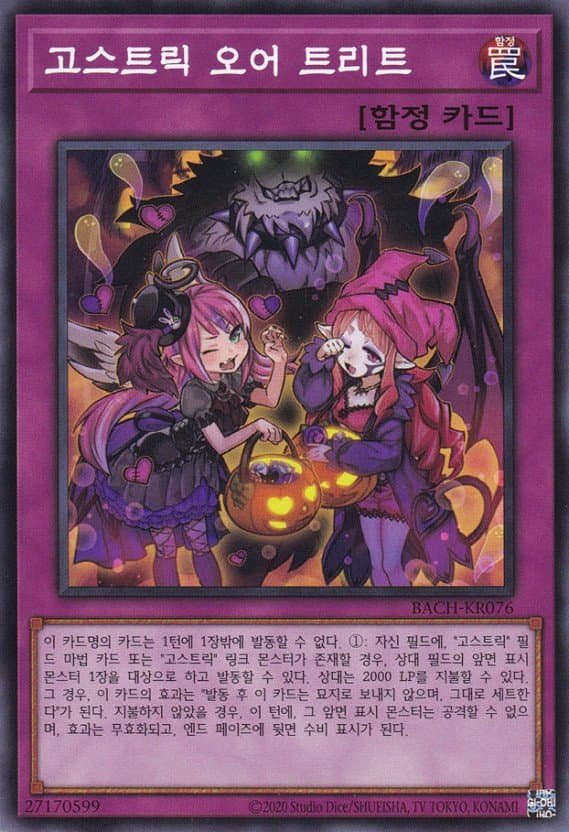 고스트릭 오어 트리트
함정
罠
[함정 카드]
BACH-KR076
이 카드명의 카드는 1턴에 1장밖에 발동할 수 없다. ①: 자신 필드에, "고스트릭" 필
드 마법 카드 또는 "고스트릭" 링크 몬스터가 존재할 경우, 상대 필드의 앞면 표시
몬스터 1장을 대상으로 하고 발동할 수 있다. 상대는 2000 LP를 지불할 수 있다.
그 경우, 이 카드의 효과는 "발동 후 이 카드는 묘지로 보내지 않으며, 그대로 세트한
다"가 된다. 지불하지 않았을 경우, 이 턴에, 그 앞면 표시 몬스터는 공격할 수 없으
며, 효과는 무효화되고, 엔드 페이즈에 뒷면 수비 표시가 된다.
27170599
©2020 Studio Dice/SHUEISHA, TV TOKYO, KONAMI